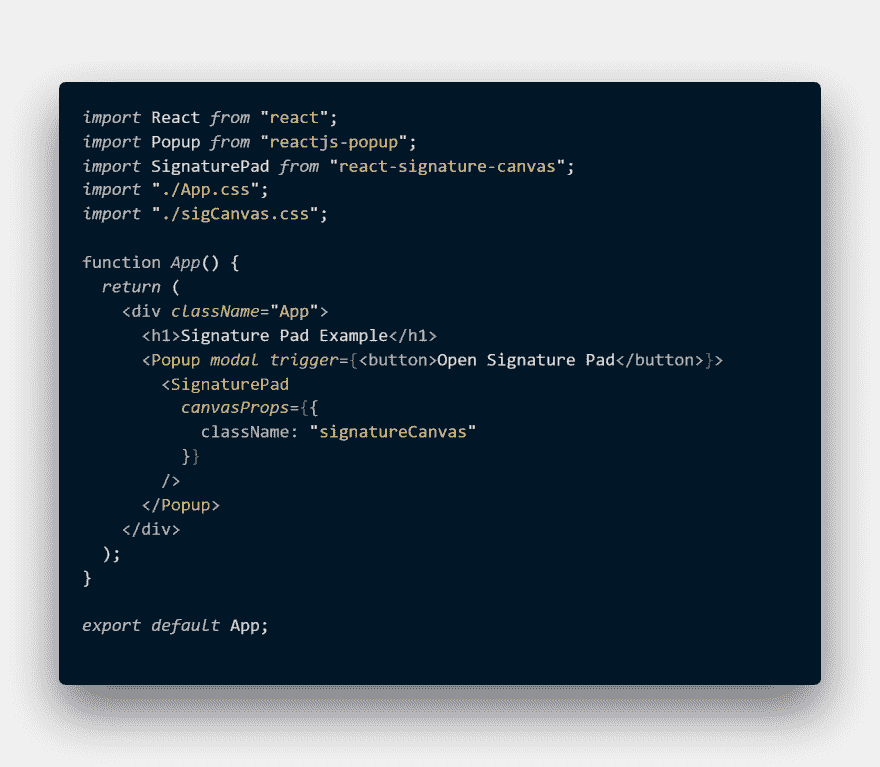 import React from "react";
import Popup from "reactjs-popup";
import SignaturePad from "react-signature-canvas";
import "./App.css";
import "./sigCanvas.css";

function App() {
  return (
    <div className="App">
      <h1>Signature Pad Example</h1>
      <Popup modal trigger={<button>Open Signature Pad</button>}>
        <SignaturePad
          canvasProps={{
            className: "signatureCanvas"
          }}
        />
      </Popup>
    </div>
  );
}

export default App;